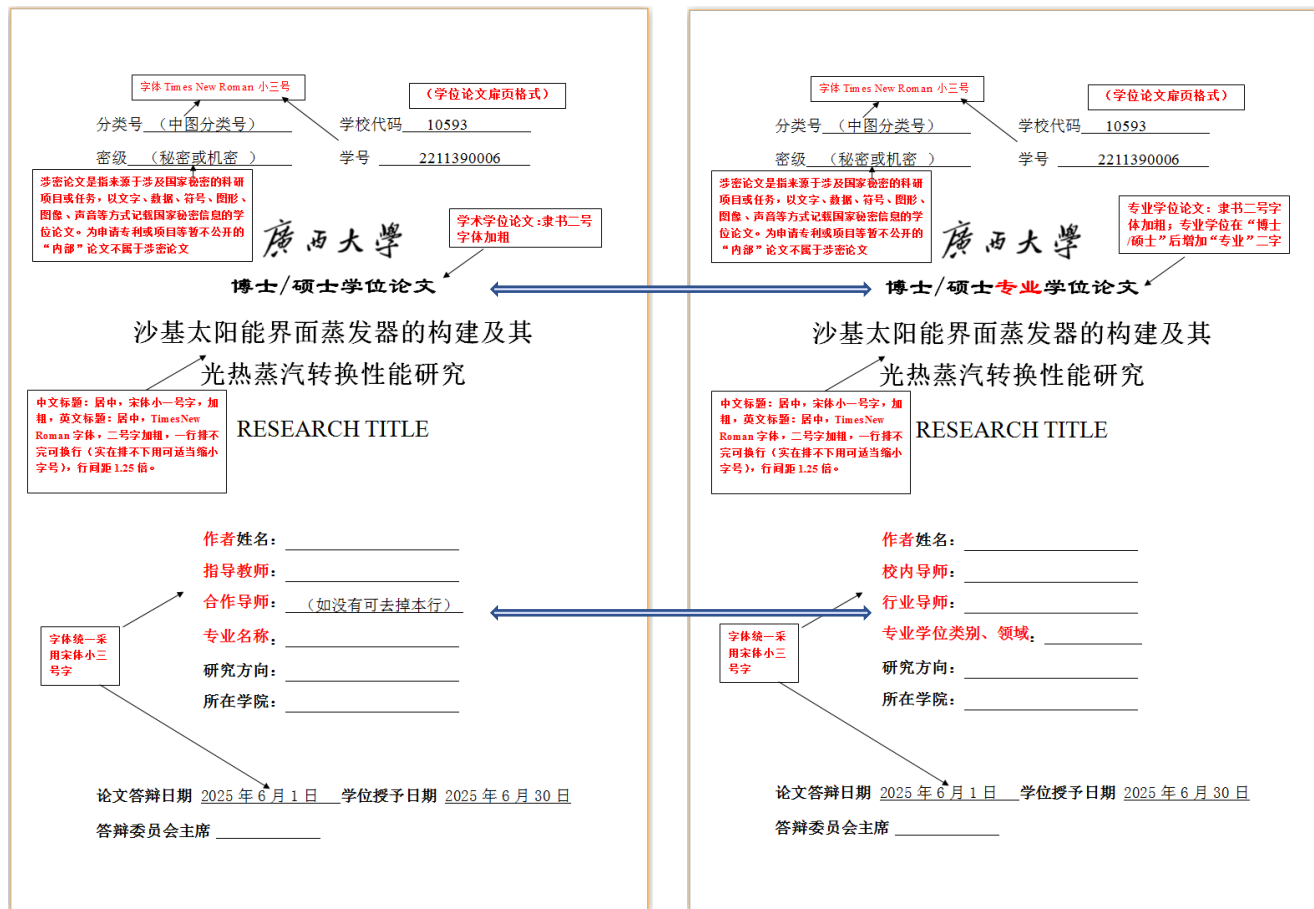 字体 Times New Roman 小三号
（学位论文扉页格式）
分类号 （中图分类号） 学校代码 10593
密级 （秘密或机密 ） 学号 2211390006
涉密论文是指来源于涉及国家秘密的科研
项目或任务，以文字、数据、符号、图形、
图像、声音等方式记载国家秘密信息的学
位论文。为申请专利或项目等暂不公开的
“内部”论文不属于涉密论文
学术学位论文：隶书二号
字体加粗
廣西大學
博士/硕士学位论文
沙基太阳能界面蒸发器的构建及其
光热蒸汽转换性能研究
中文标题：居中，宋体小一号字，加
粗，英文标题：居中，TimesNew
Roman 字体，二号字加粗，一行排不
完可换行（实在排不下用可适当缩小
字号），行间距 1.25 倍。
RESEARCH TITLE
作者姓名：
指导教师：
合作导师： （如没有可去掉本行）
专业名称：
研究方向：
所在学院：
字体统一采
用宋体小三
号字
论文答辩日期 2025 年 6 月 1 日 学位授予日期 2025 年 6 月 30 日
答辩委员会主席
字体 Times New Roman 小三号
（学位论文扉页格式）
分类号 （中图分类号） 学校代码 10593
密级 （秘密或机密 ） 学号 2211390006
涉密论文是指来源于涉及国家秘密的科研
项目或任务，以文字、数据、符号、图形、
图像、声音等方式记载国家秘密信息的学
位论文。为申请专利或项目等暂不公开的
“内部”论文不属于涉密论文
专业学位论文：隶书二号字
体加粗；专业学位在“博士
/硕士”后增加“专业”二字
廣西大學
博士/硕士专业学位论文
沙基太阳能界面蒸发器的构建及其
光热蒸汽转换性能研究
中文标题：居中，宋体小一号字，加
粗，英文标题：居中，TimesNew
Roman 字体，二号字加粗，一行排不
完可换行（实在排不下用可适当缩小
字号），行间距 1.25 倍。
RESEARCH TITLE
作者姓名：
校内导师：
行业导师：
专业学位类别、领域：
研究方向：
所在学院：
字体统一采
用宋体小三
号字
论文答辩日期 2025 年 6 月 1 日 学位授予日期 2025 年 6 月 30 日
答辩委员会主席